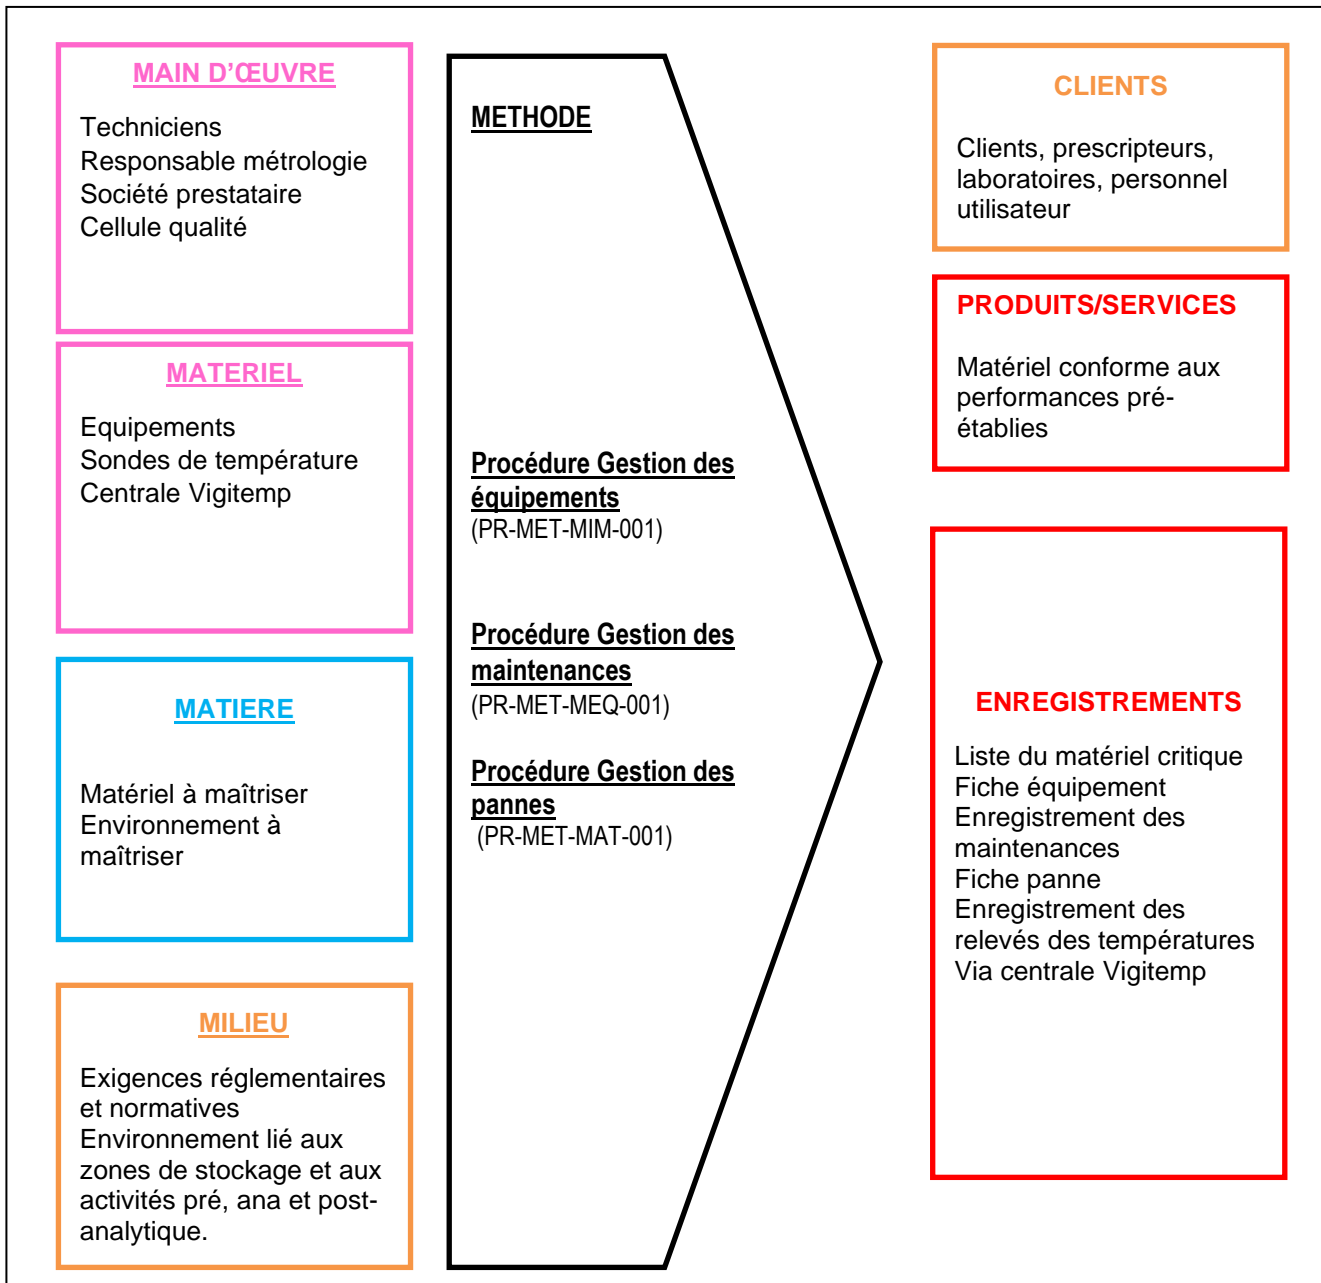 MAIN D'ŒUVRE
Techniciens
Responsable métrologie
Société prestataire
Cellule qualité
MATERIEL
Equipements
Sondes de température
Centrale Vigitemp
MATIERE
Matériel à maîtriser
Environnement à
maîtriser
MILIEU
Exigences réglementaires
et normatives
Environnement lié aux
zones de stockage et aux
activités pré, ana et post-
analytique.
METHODE
Procédure Gestion des
équipements
(PR-MET-MIM-001)
Procédure Gestion des
maintenances
(PR-MET-MEQ-001)
Procédure Gestion des
pannes
(PR-MET-MAT-001)
CLIENTS
Clients, prescripteurs,
laboratoires, personnel
utilisateur
PRODUITS/SERVICES
Matériel conforme aux
performances pré-
établies
ENREGISTREMENTS
Liste du matériel critique
Fiche équipement
Enregistrement des
maintenances
Fiche panne
Enregistrement des
relevés des températures
Via centrale Vigitemp